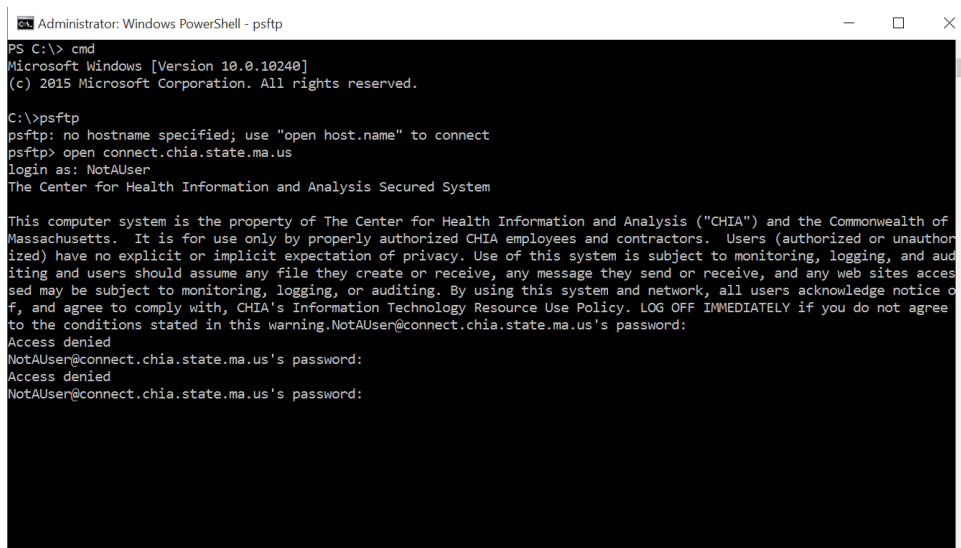 Administrator: Windows PowerShell - psftp
PS C:\> cmd
Microsoft Windows [Version 10.0.10240]
(c) 2015 Microsoft Corporation. All rights reserved.
C:\>psftp
psftp: no hostname specified; use "open host.name" to connect
psftp> open connect.chia.state.ma.us
login as: NotAUser
The Center for Health Information and Analysis Secured System
This computer system is the property of The Center for Health Information and Analysis ("CHIA") and the Commonwealth of
Massachusetts.  It is for use only by properly authorized CHIA employees and contractors.  Users (authorized or unauthor
ized) have no explicit or implicit expectation of privacy. Use of this system is subject to monitoring, logging, and aud
iting and users should assume any file they create or receive, any message they send or receive, and any web sites acces
sed may be subject to monitoring, logging, or auditing. By using this system and network, all users acknowledge notice o
f, and agree to comply with, CHIA's Information Technology Resource Use Policy. LOG OFF IMMEDIATELY if you do not agree
to the conditions stated in this warning.NotAUser@connect.chia.state.ma.us's password:
Access denied
NotAUser@connect.chia.state.ma.us's password:
Access denied
NotAUser@connect.chia.state.ma.us's password: